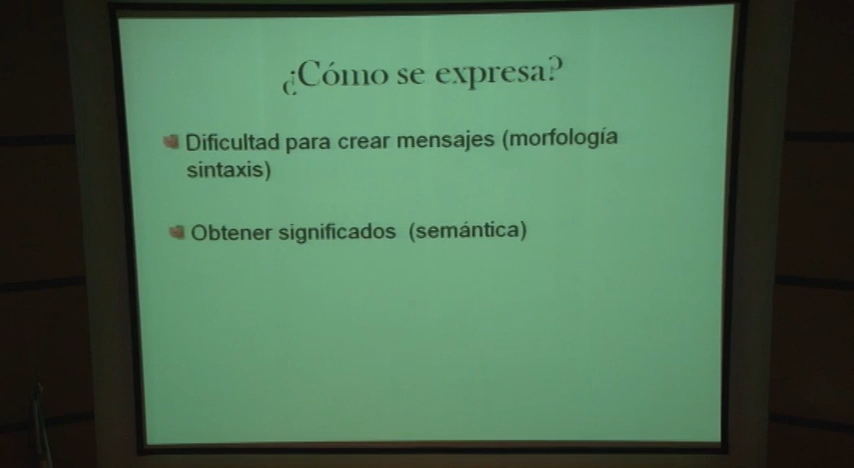 ¿Cómo se expresa?
Dificultad para crear mensajes (morfología
sintaxis)
Obtener significados (semántica)